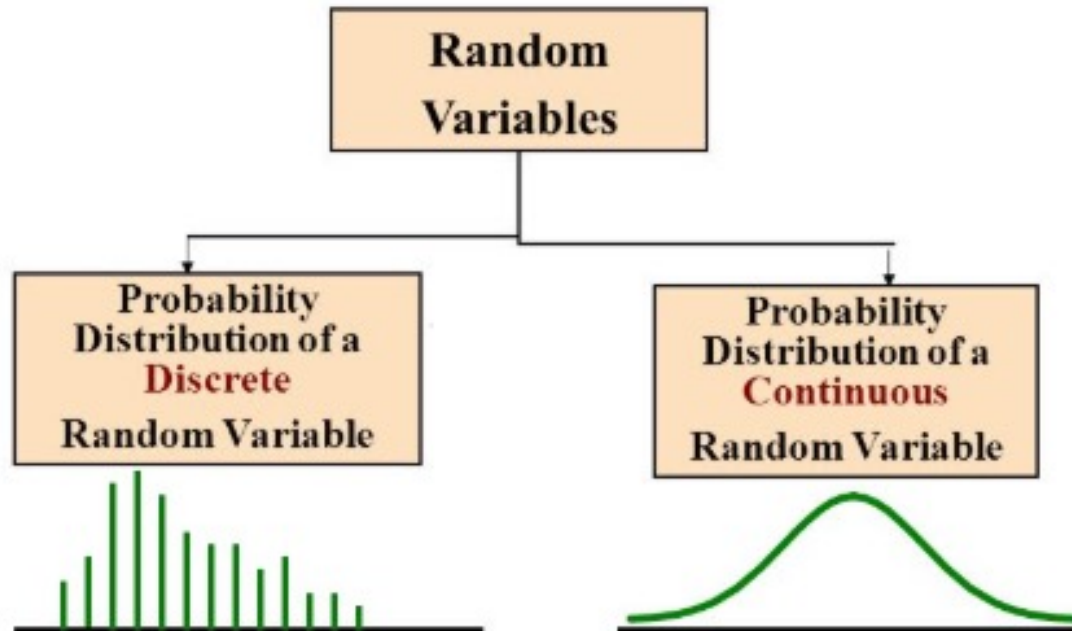 Random
Variables
Probability
Distribution of a
Discrete
Random Variable
Probability
Distribution of a
Continuous
Random Variable